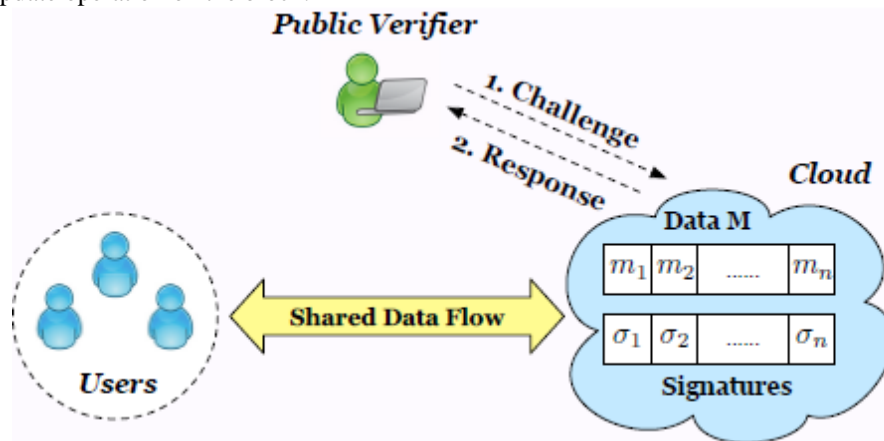 Public Verifier
1. Challenge
2. Response
Cloud
Data M
m₁ m₂ ...... mₙ
Shared Data Flow
σ₁ σ₂ ...... σₙ
Users
Signatures